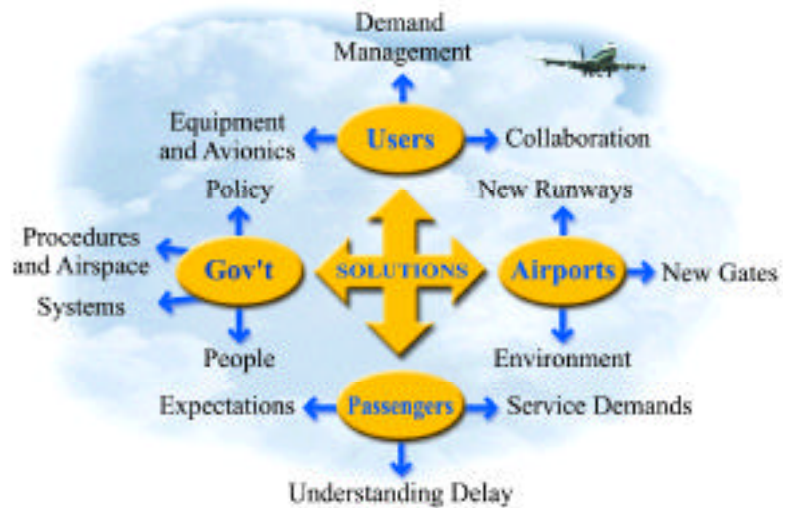 Demand
Management
Equipment
and Avionics
Users
Collaboration
Policy
New Runways
Procedures
and Airspace
Gov't
SOLUTIONS
Airports
New Gates
Systems
People
Environment
Expectations
Passengers
Service Demands
Understanding Delay